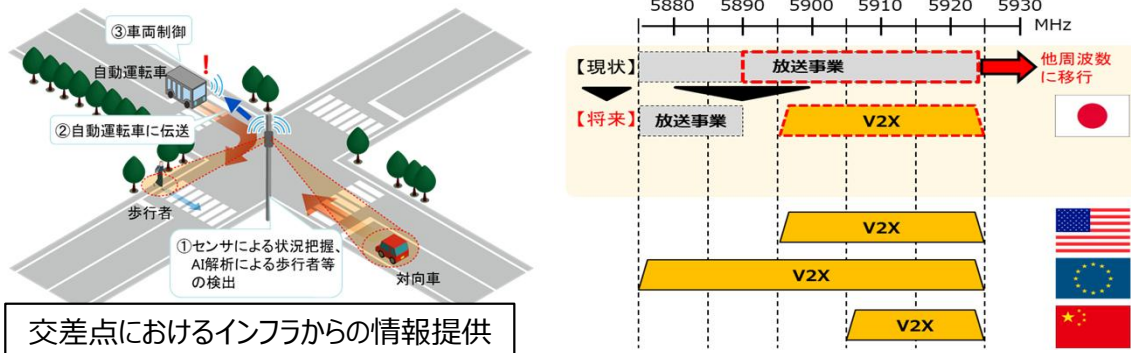 ③車両制御
自動運転車
!
②自動運転車に伝送
歩行者
①センサによる状況把握、
AI解析による歩行者等
の検出
対向車
交差点におけるインフラからの情報提供
5880 5890 5900 5910 5920 5930
MHz
【現状】
放送事業
他周波数
に移行
【将来】
放送事業
V2X
V2X
V2X
V2X